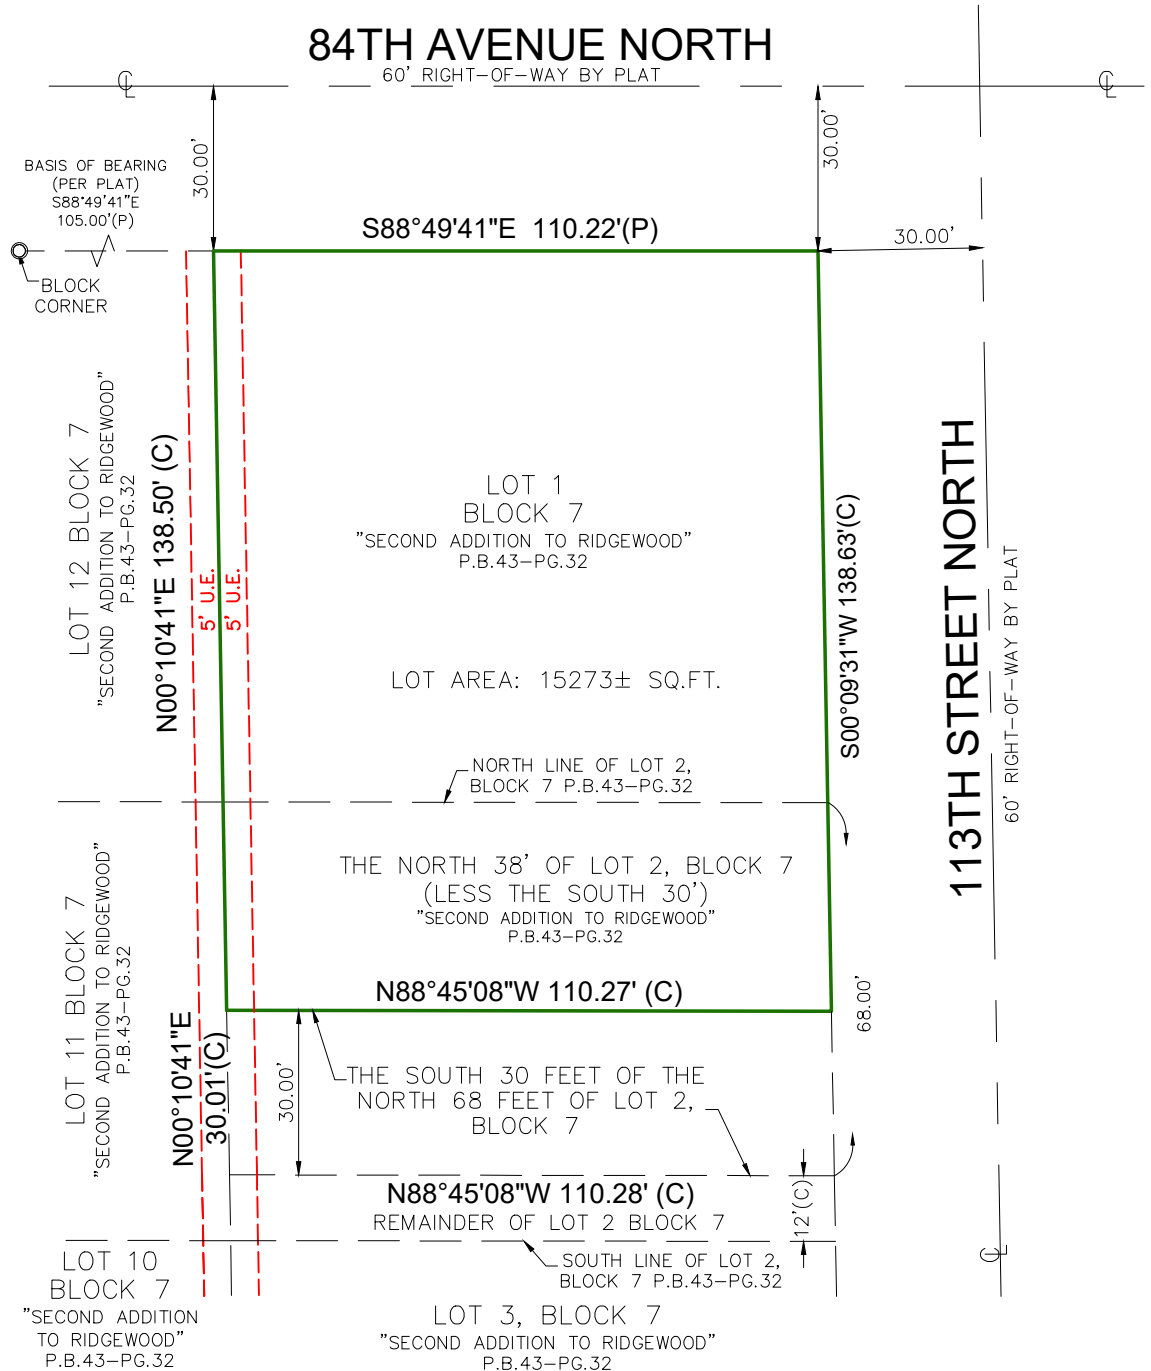 84TH AVENUE NORTH
60' RIGHT-OF-WAY BY PLAT
℄
℄
30.00'
30.00'
BASIS OF BEARING
(PER PLAT)
S88°49'41"E
105.00'(P)
S88°49'41"E 110.22'(P)
30.00'
BLOCK
CORNER
LOT 12 BLOCK 7
"SECOND ADDITION TO RIDGEWOOD"
P.B.43-PG.32
N00°10'41"E 138.50' (C)
5' U.E.
5' U.E.
LOT 1
BLOCK 7
"SECOND ADDITION TO RIDGEWOOD"
P.B.43-PG.32
LOT AREA: 15273± SQ.FT.
S00°09'31"W 138.63'(C)
113TH STREET NORTH
60' RIGHT-OF-WAY BY PLAT
NORTH LINE OF LOT 2,
BLOCK 7 P.B.43-PG.32
THE NORTH 38' OF LOT 2, BLOCK 7
(LESS THE SOUTH 30')
"SECOND ADDITION TO RIDGEWOOD"
P.B.43-PG.32
LOT 11 BLOCK 7
"SECOND ADDITION TO RIDGEWOOD"
P.B.43-PG.32
N88°45'08"W 110.27' (C)
68.00'
N00°10'41"E
30.01'(C)
30.00'
THE SOUTH 30 FEET OF THE
NORTH 68 FEET OF LOT 2,
BLOCK 7
N88°45'08"W 110.28' (C)
12'(C)
REMAINDER OF LOT 2 BLOCK 7
SOUTH LINE OF LOT 2,
BLOCK 7 P.B.43-PG.32
℄
LOT 10
BLOCK 7
"SECOND ADDITION
TO RIDGEWOOD"
P.B.43-PG.32
LOT 3, BLOCK 7
"SECOND ADDITION TO RIDGEWOOD"
P.B.43-PG.32